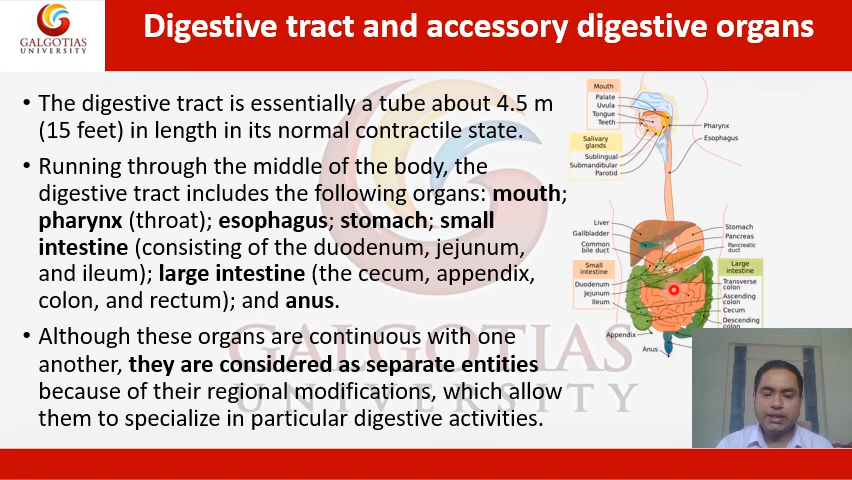 GALGOTIAS
UNIVERSITY
Digestive tract and accessory digestive organs
• The digestive tract is essentially a tube about 4.5 m
(15 feet) in length in its normal contractile state.
• Running through the middle of the body, the
digestive tract includes the following organs: mouth;
pharynx (throat); esophagus; stomach; small
intestine (consisting of the duodenum, jejunum,
and ileum); large intestine (the cecum, appendix,
colon, and rectum); and anus.
• Although these organs are continuous with one
another, they are considered as separate entities
because of their regional modifications, which allow
them to specialize in particular digestive activities.
Mouth
Palate
Uvula
Tongue
Teeth
Salivary
glands
Sublingual
Submandibular
Parotid
Pharynx
Esophagus
Liver
Gallbladder
Common
bile duct
Stomach
Pancreas
Pancreatic
duct
Small
intestine
Duodenum
Jejunum
Ileum
Large
intestine
Transverse
colon
Ascending
colon
Cecum
Descending
colon
Appendix
Anus
GALGOTIAS
UNIVERSITY